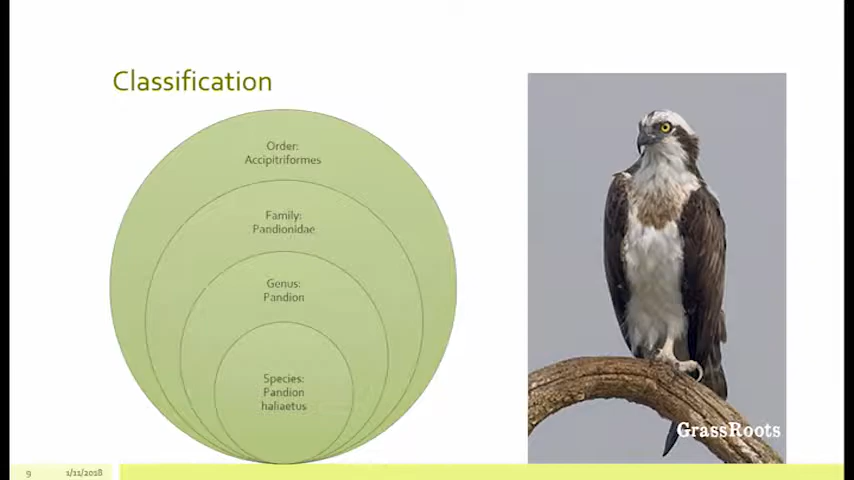 Classification
Order:
Accipitriformes
Family:
Pandionidae
Genus:
Pandion
Species:
Pandion
haliaetus
GrassRoots
9
1/11/2018